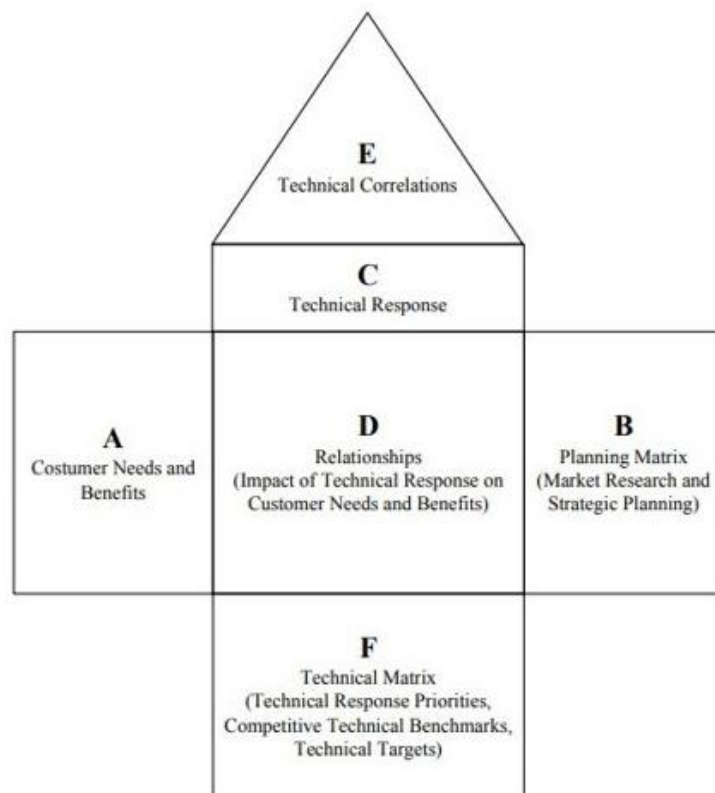 E
Technical Correlations
C
Technical Response
A
Costumer Needs and
Benefits
D
Relationships
(Impact of Technical Response on
Customer Needs and Benefits)
B
Planning Matrix
(Market Research and
Strategic Planning)
F
Technical Matrix
(Technical Response Priorities,
Competitive Technical Benchmarks,
Technical Targets)